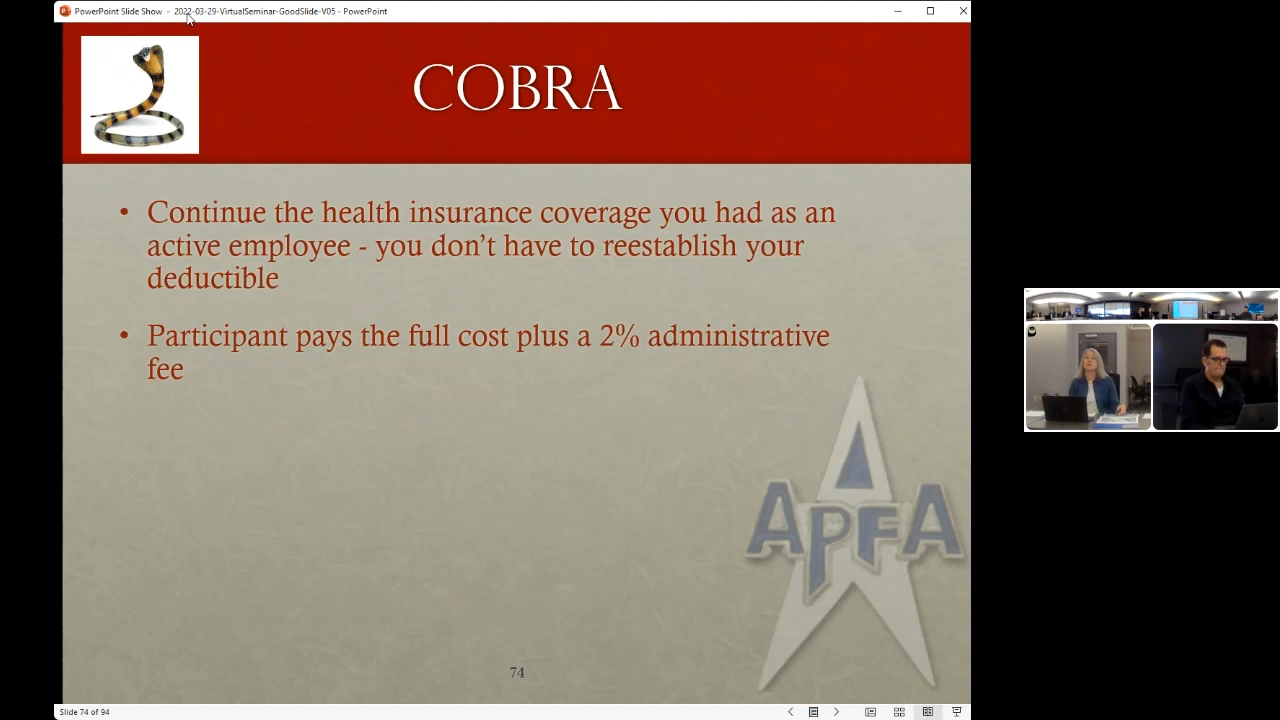 PowerPoint Slide Show - 2022-03-29-VirtualSeminar-GoodSlide-V05 - PowerPoint
COBRA
• Continue the health insurance coverage you had as an
active employee - you don’t have to reestablish your
deductible
• Participant pays the full cost plus a 2% administrative
fee
APFA
74
Slide 74 of 94